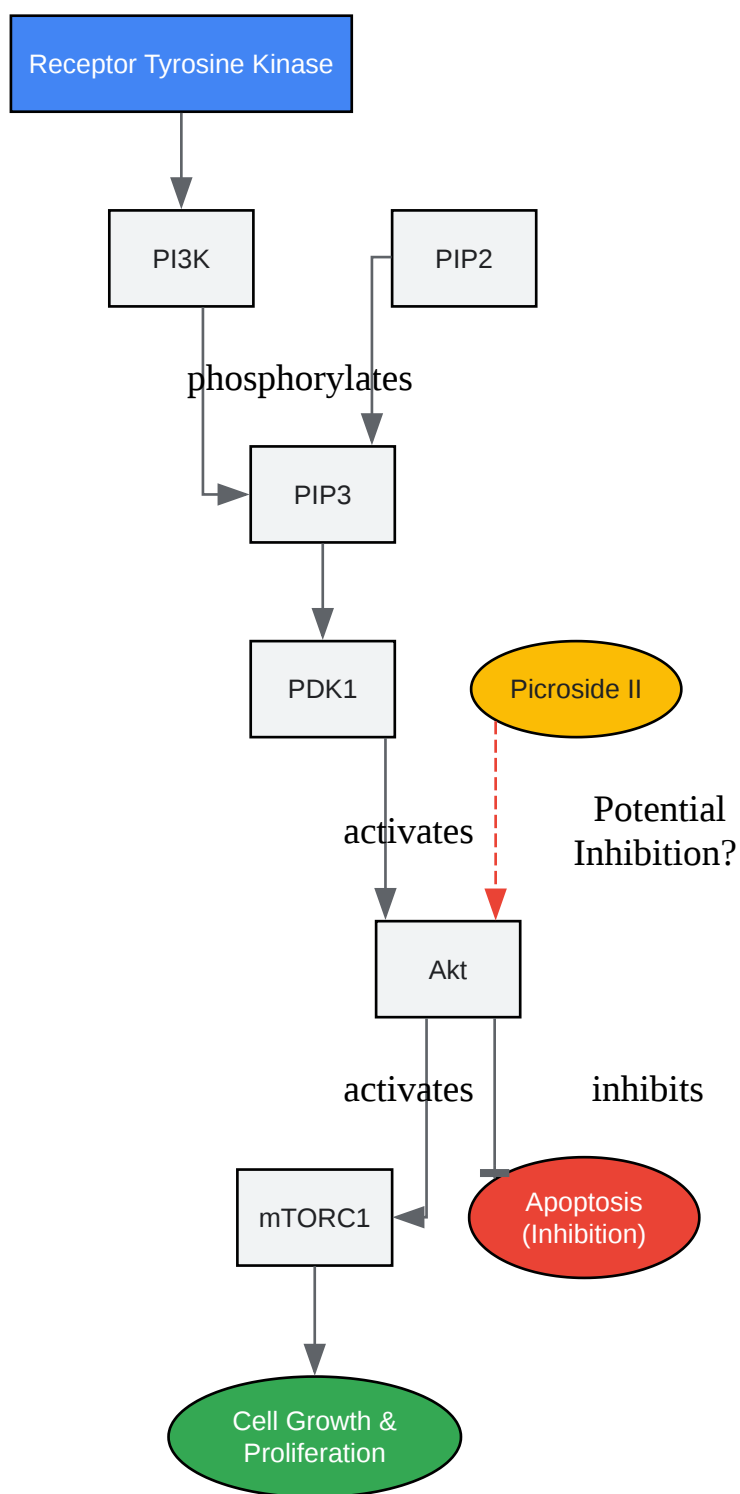 Receptor Tyrosine Kinase
PI3K
PIP2
phosphorylates
PIP3
PDK1
Picroside II
Potential
Inhibition?
activates
Akt
activates
inhibits
mTORC1
Apoptosis
(Inhibition)
Cell Growth &
Proliferation